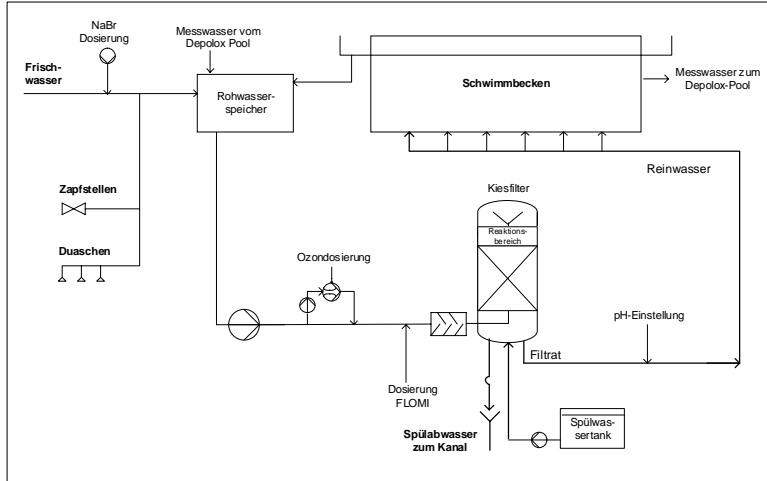 NaBr
Dosierung
Messwasser vom
Depolox Pool
Frisch-
wasser
Rohwasser-
speicher
Schwimmbecken
Messwasser zum
Depolox-Pool
Reinwasser
Zapfstellen
Duaschen
Kiesfilter
Reaktions-
bereich
Ozondosierung
pH-Einstellung
Filtrat
Dosierung
FLOMI
Spülabwasser
zum Kanal
Spülwas-
sertank